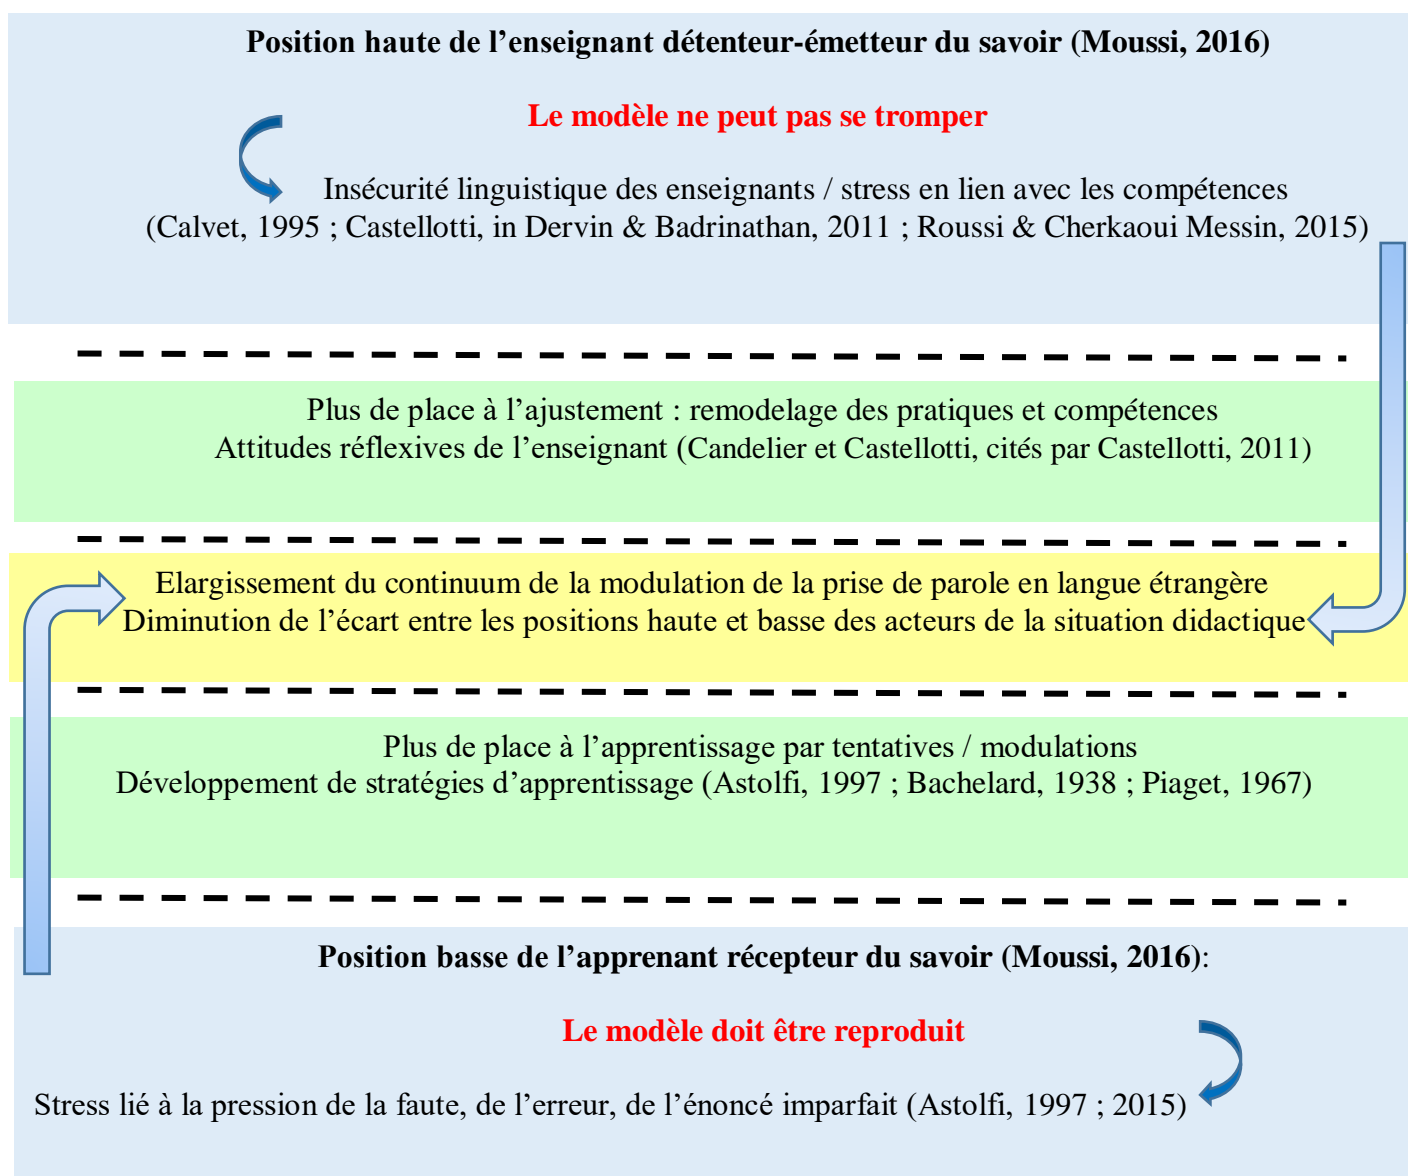 Position haute de l’enseignant détenteur-émetteur du savoir (Moussi, 2016)
Le modèle ne peut pas se tromper
Insécurité linguistique des enseignants / stress en lien avec les compétences
(Calvet, 1995 ; Castellotti, in Dervin & Badrinathan, 2011 ; Roussi & Cherkaoui Messin, 2015)
Plus de place à l’ajustement : remodelage des pratiques et compétences
Attitudes réflexives de l’enseignant (Candelier et Castellotti, cités par Castellotti, 2011)
Elargissement du continuum de la modulation de la prise de parole en langue étrangère
Diminution de l’écart entre les positions haute et basse des acteurs de la situation didactique
Plus de place à l’apprentissage par tentatives / modulations
Développement de stratégies d’apprentissage (Astolfi, 1997 ; Bachelard, 1938 ; Piaget, 1967)
Position basse de l’apprenant récepteur du savoir (Moussi, 2016):
Le modèle doit être reproduit
Stress lié à la pression de la faute, de l’erreur, de l’énoncé imparfait (Astolfi, 1997 ; 2015)